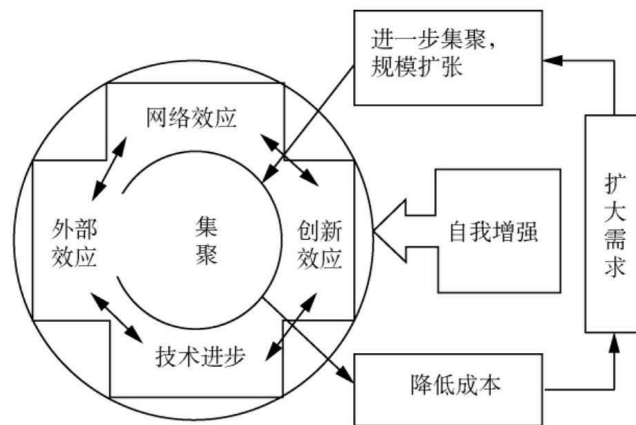 进一步集聚，
规模扩张
网络效应
外部
效应
集
聚
创新
效应
自我增强
扩
大
需
求
技术进步
降低成本